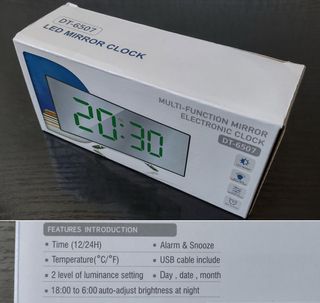 DT-6507
LED MIRROR CLOCK
20:30
MULTI-FUNCTION MIRROR
ELECTRONIC CLOCK
DT-6507
FEATURES INTRODUCTION
• Time (12/24H)
• Alarm & Snooze
• Temperature(°C/°F)
• USB cable include
• 2 level of luminance setting
• Day , date , month
• 18:00 to 6:00 auto-adjust brightness at night